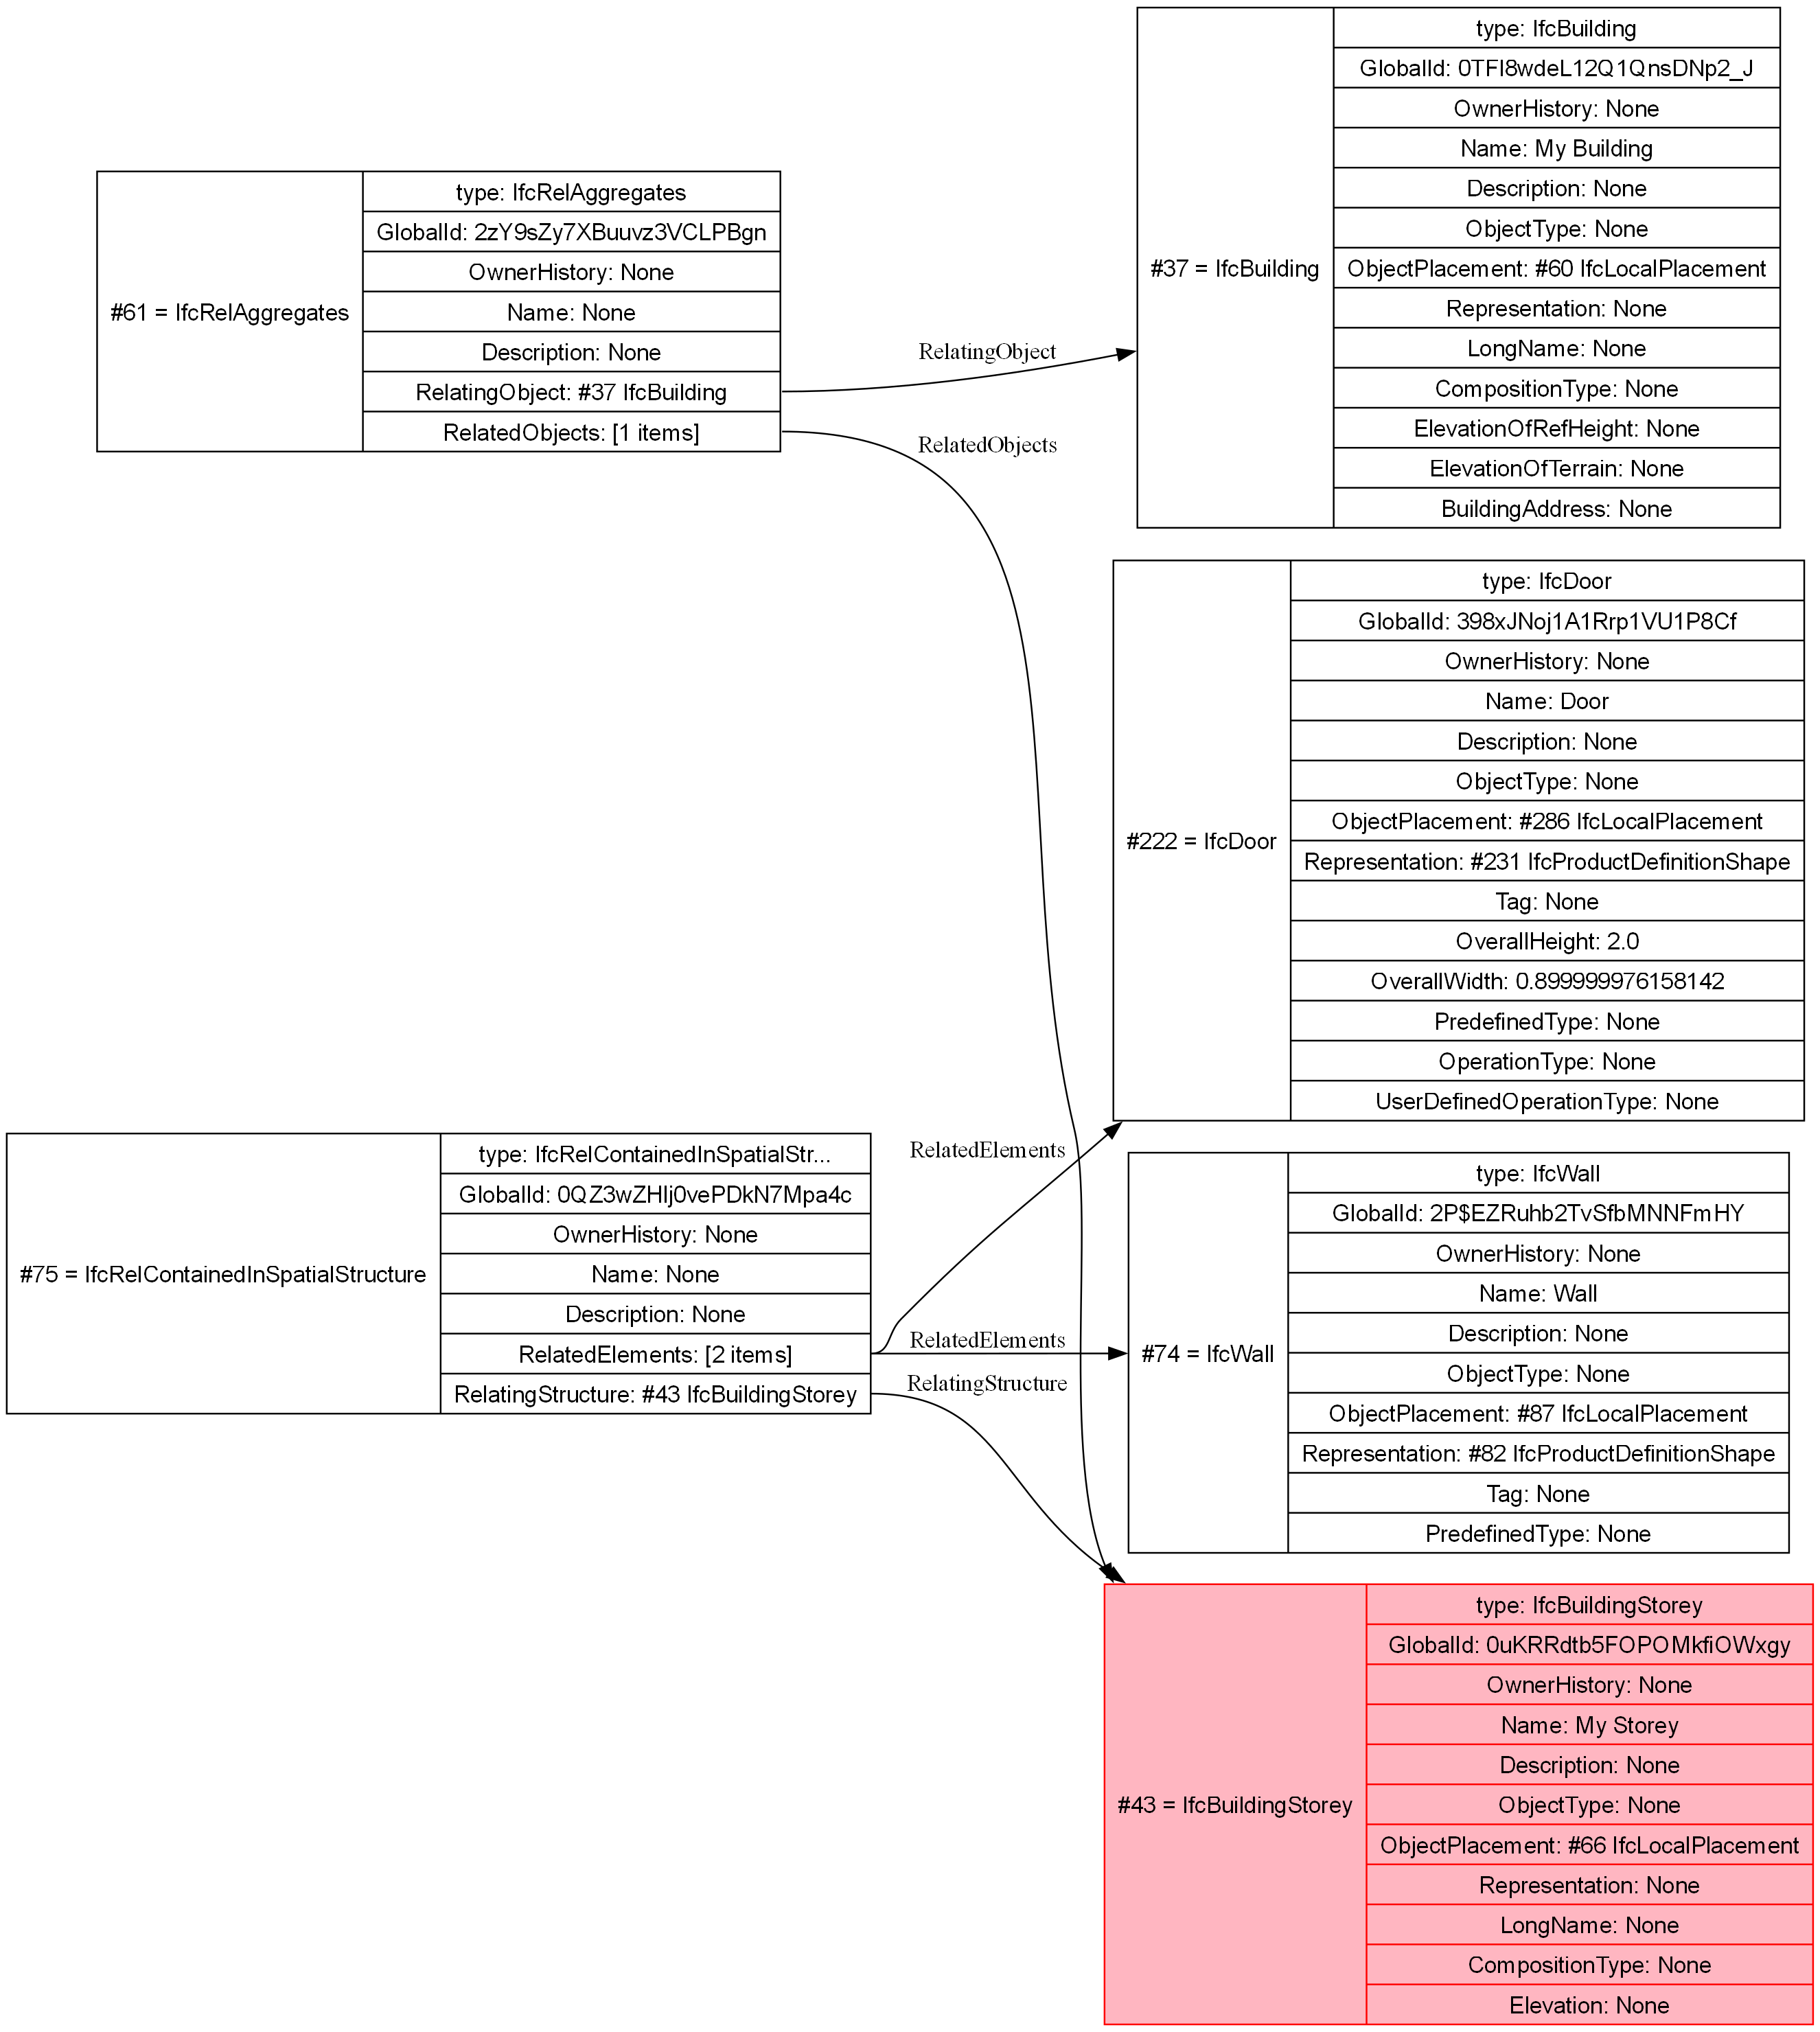 #61 = IfcRelAggregates
type: IfcRelAggregates
GlobalId: 2zY9sZy7XBuuvz3VCLPBgn
OwnerHistory: None
Name: None
Description: None
RelatingObject: #37 IfcBuilding
RelatedObjects: [1 items]
RelatingObject
RelatedObjects
#37 = IfcBuilding
type: IfcBuilding
GlobalId: 0TFI8wdeL12Q1QnsDNp2_J
OwnerHistory: None
Name: My Building
Description: None
ObjectType: None
ObjectPlacement: #60 IfcLocalPlacement
Representation: None
LongName: None
CompositionType: None
ElevationOfRefHeight: None
ElevationOfTerrain: None
BuildingAddress: None
#222 = IfcDoor
type: IfcDoor
GlobalId: 398xJNoj1A1Rrp1VU1P8Cf
OwnerHistory: None
Name: Door
Description: None
ObjectType: None
ObjectPlacement: #286 IfcLocalPlacement
Representation: #231 IfcProductDefinitionShape
Tag: None
OverallHeight: 2.0
OverallWidth: 0.899999976158142
PredefinedType: None
OperationType: None
UserDefinedOperationType: None
#75 = IfcRelContainedInSpatialStructure
type: IfcRelContainedInSpatialStr...
GlobalId: 0QZ3wZHIj0vePDkN7Mpa4c
OwnerHistory: None
Name: None
Description: None
RelatedElements: [2 items]
RelatingStructure: #43 IfcBuildingStorey
RelatedElements
RelatedElements
RelatingStructure
#74 = IfcWall
type: IfcWall
GlobalId: 2P$EZRuhb2TvSfbMNNFmHY
OwnerHistory: None
Name: Wall
Description: None
ObjectType: None
ObjectPlacement: #87 IfcLocalPlacement
Representation: #82 IfcProductDefinitionShape
Tag: None
PredefinedType: None
#43 = IfcBuildingStorey
type: IfcBuildingStorey
GlobalId: 0uKRRdtb5FOPOMkfiOWxgy
OwnerHistory: None
Name: My Storey
Description: None
ObjectType: None
ObjectPlacement: #66 IfcLocalPlacement
Representation: None
LongName: None
CompositionType: None
Elevation: None